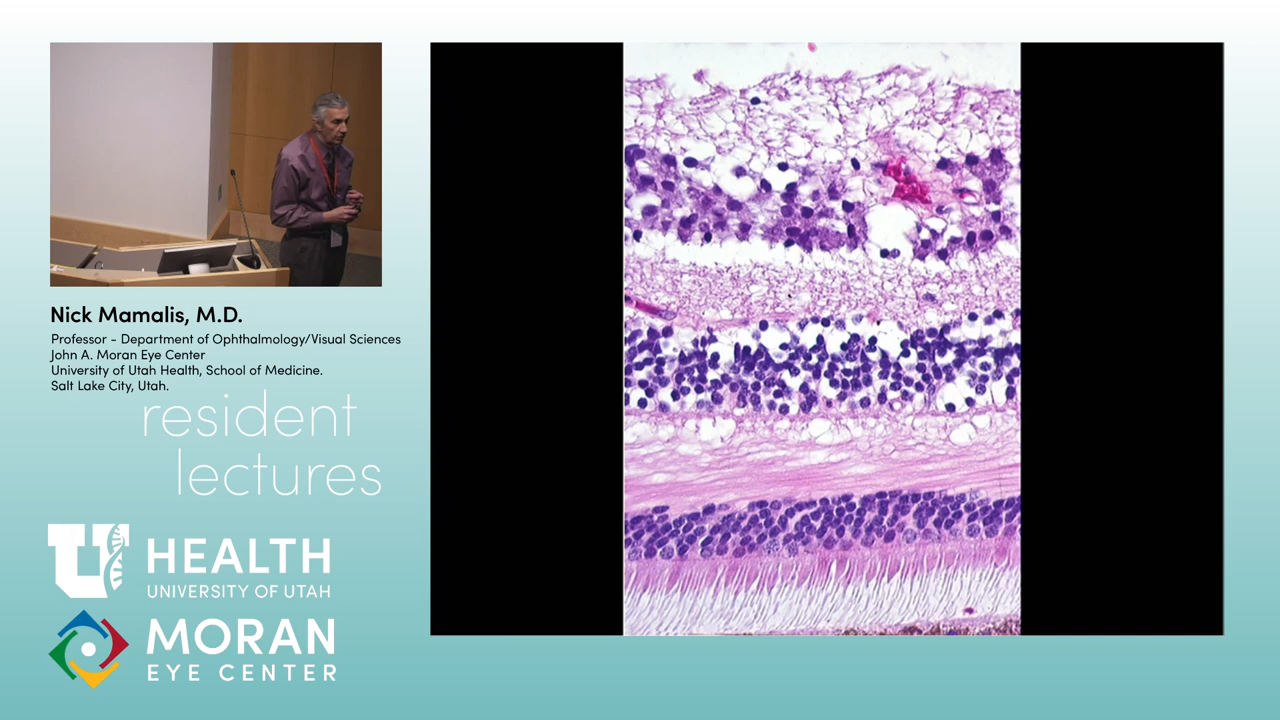 Nick Mamalis, M.D.
Professor - Department of Ophthalmology/Visual Sciences
John A. Moran Eye Center
University of Utah Health, School of Medicine.
Salt Lake City, Utah.
resident
lectures
U HEALTH
UNIVERSITY OF UTAH
MORAN
EYE CENTER